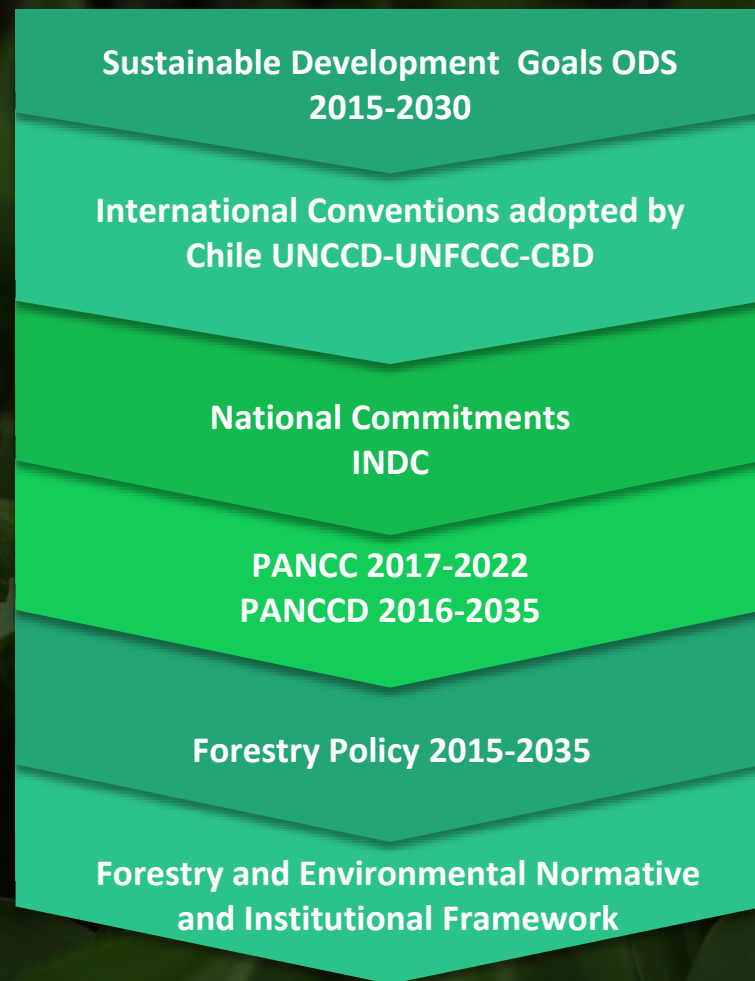 Sustainable Development Goals ODS
2015-2030
International Conventions adopted by
Chile UNCCD-UNFCCC-CBD
National Commitments
INDC
PANCC 2017-2022
PANCCD 2016-2035
Forestry Policy 2015-2035
Forestry and Environmental Normative
and Institutional Framework